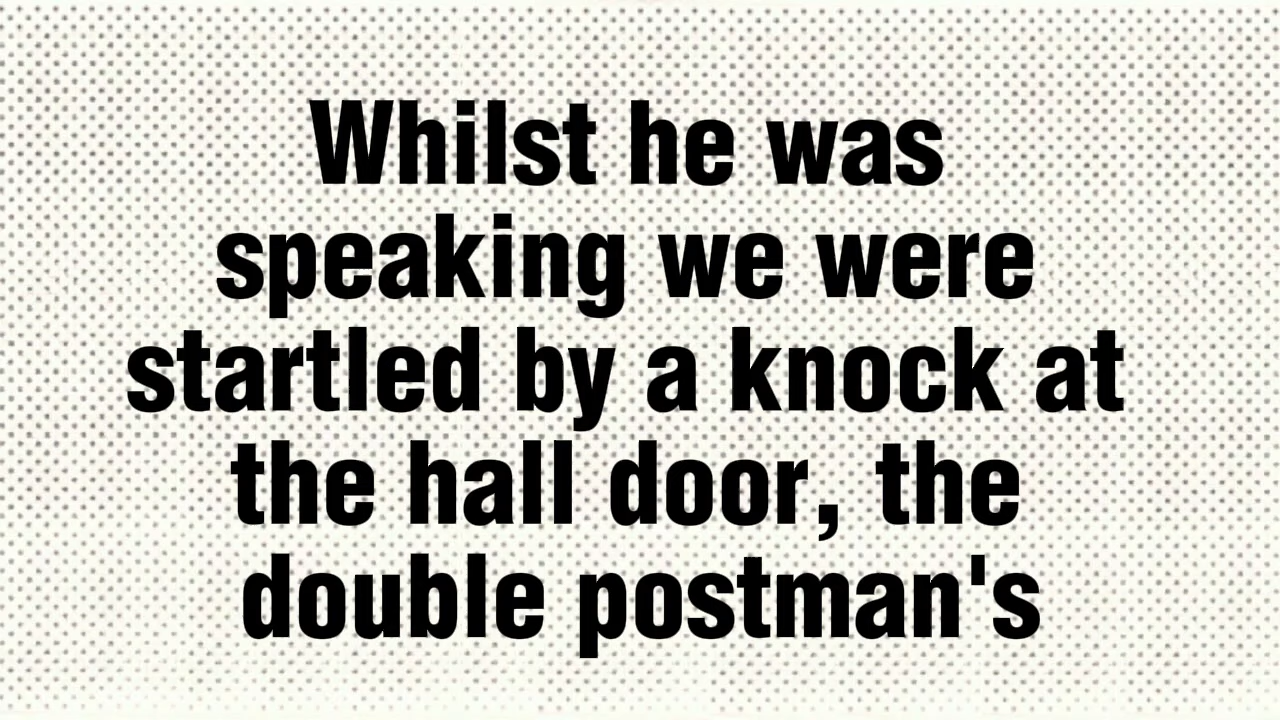 Whilst he was
speaking we were
startled by a knock at
the hall door, the
double postman's